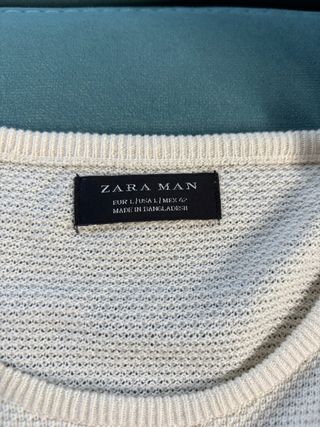 ZARA MAN
EUR L / USA L / MEX 42
MADE IN BANGLADESH